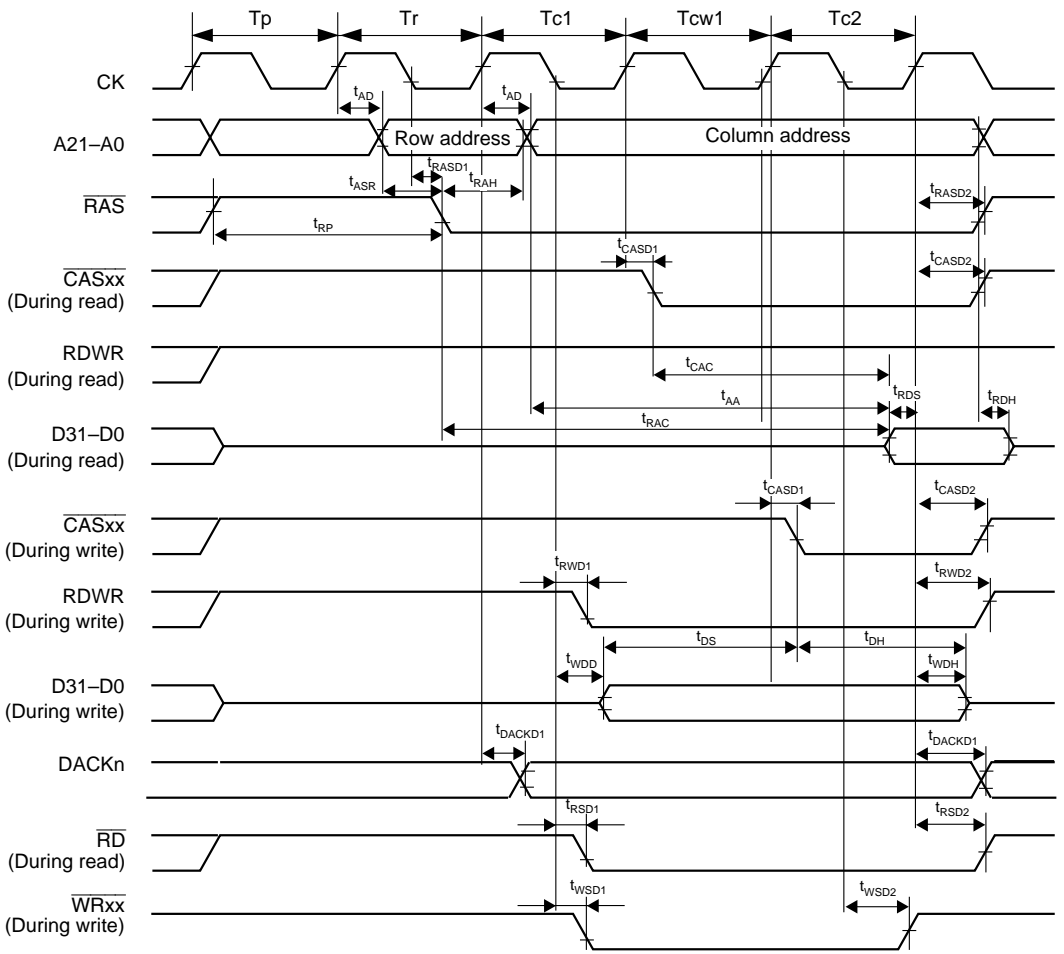 Tp Tr Tc1 Tcw1 Tc2
CK
tAD tAD
A21–A0 Row address Column address
tRASD1
tASR tRAH
RAS tRASD2
tRP
tCASD1 tCASD2
CASxx
(During read)
RDWR
(During read)
tCAC
tRDS
tAA tRDH
tRAC
D31–D0
(During read)
tCASD1 tCASD2
CASxx
(During write)
tRWD1 tRWD2
RDWR
(During write)
tDS tDH
tWDD tWDH
D31–D0
(During write)
tDACKD1 tDACKD1
DACKn
tRSD1 tRSD2
RD
(During read)
tWSD1 tWSD2
WRxx
(During write)